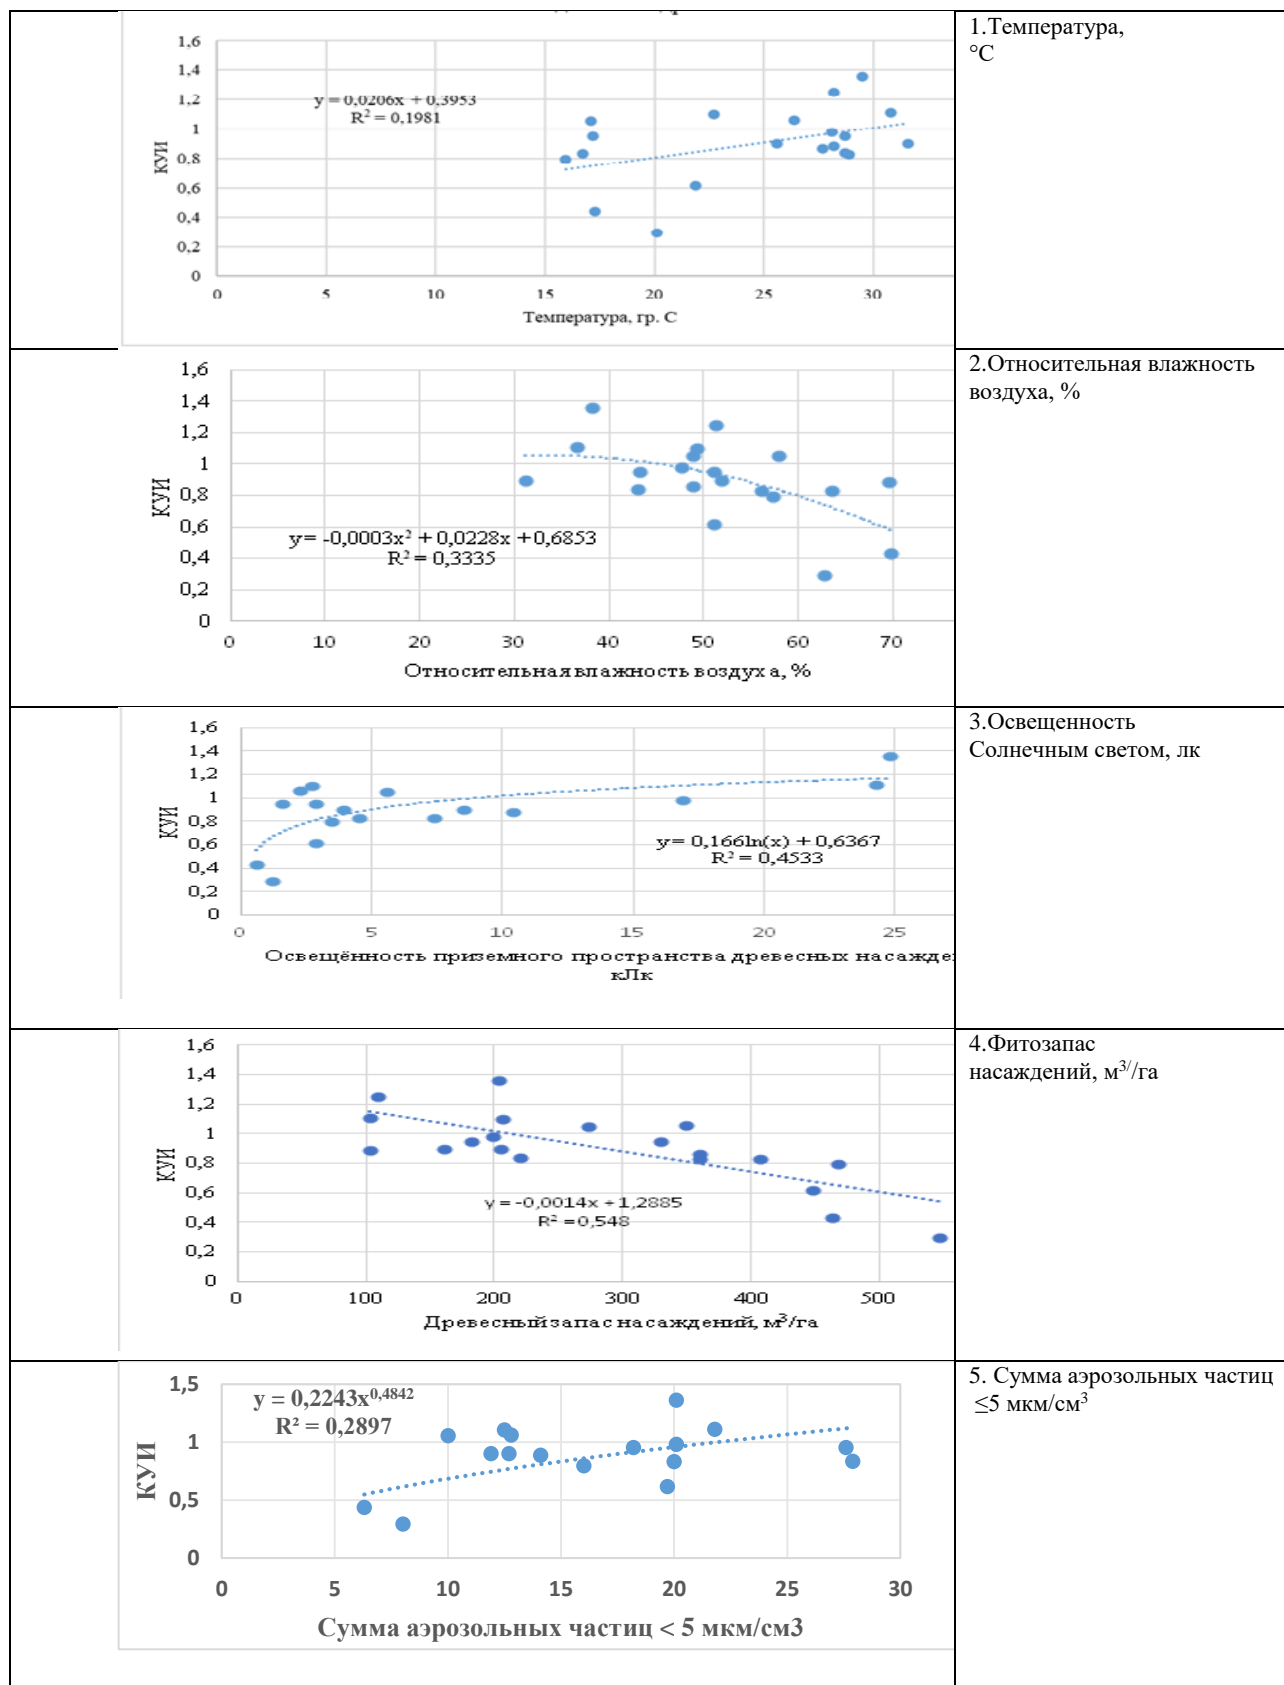 1.Температура,
°С
1,6
1,4
1,2
1
0,8
0,6
0,4
0,2
0
КУИ
y = 0,0206x + 0,3953
R² = 0,1981
0 5 10 15 20 25 30
Температура, гр. С
2.Относительная влажность
воздуха, %
1,6
1,4
1,2
1
0,8
0,6
0,4
0,2
0
КУИ
y = -0,0003x² + 0,0228x + 0,6853
R² = 0,3335
0 10 20 30 40 50 60 70
Относительная влажность воздуха, %
3.Освещенность
Солнечным светом, лк
1,6
1,4
1,2
1
0,8
0,6
0,4
0,2
0
КУИ
y = 0,166ln(x) + 0,6367
R² = 0,4533
0 5 10 15 20 25
Освещённость приземного пространства древесных насажде
кЛк
4.Фитозапас
насаждений, м³/⁄га
1,6
1,4
1,2
1
0,8
0,6
0,4
0,2
0
КУИ
y = -0,0014x + 1,2885
R² = 0,548
0 100 200 300 400 500
Древесный запас насаждений, м³/га
5. Сумма аэрозольных частиц
≤5 мкм/см³
1,5
1
0,5
0
КУИ
y = 0,2243x^0,4842
R² = 0,2897
0 5 10 15 20 25 30
Сумма аэрозольных частиц < 5 мкм/см3